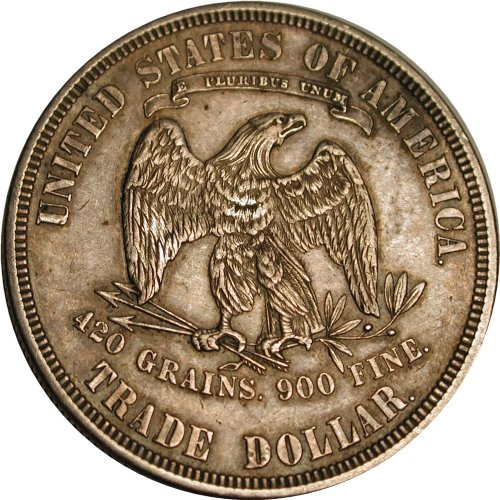 UNITED STATES OF AMERICA.
E PLURIBUS UNUM
420 GRAINS, 900 FINE.
TRADE DOLLAR.